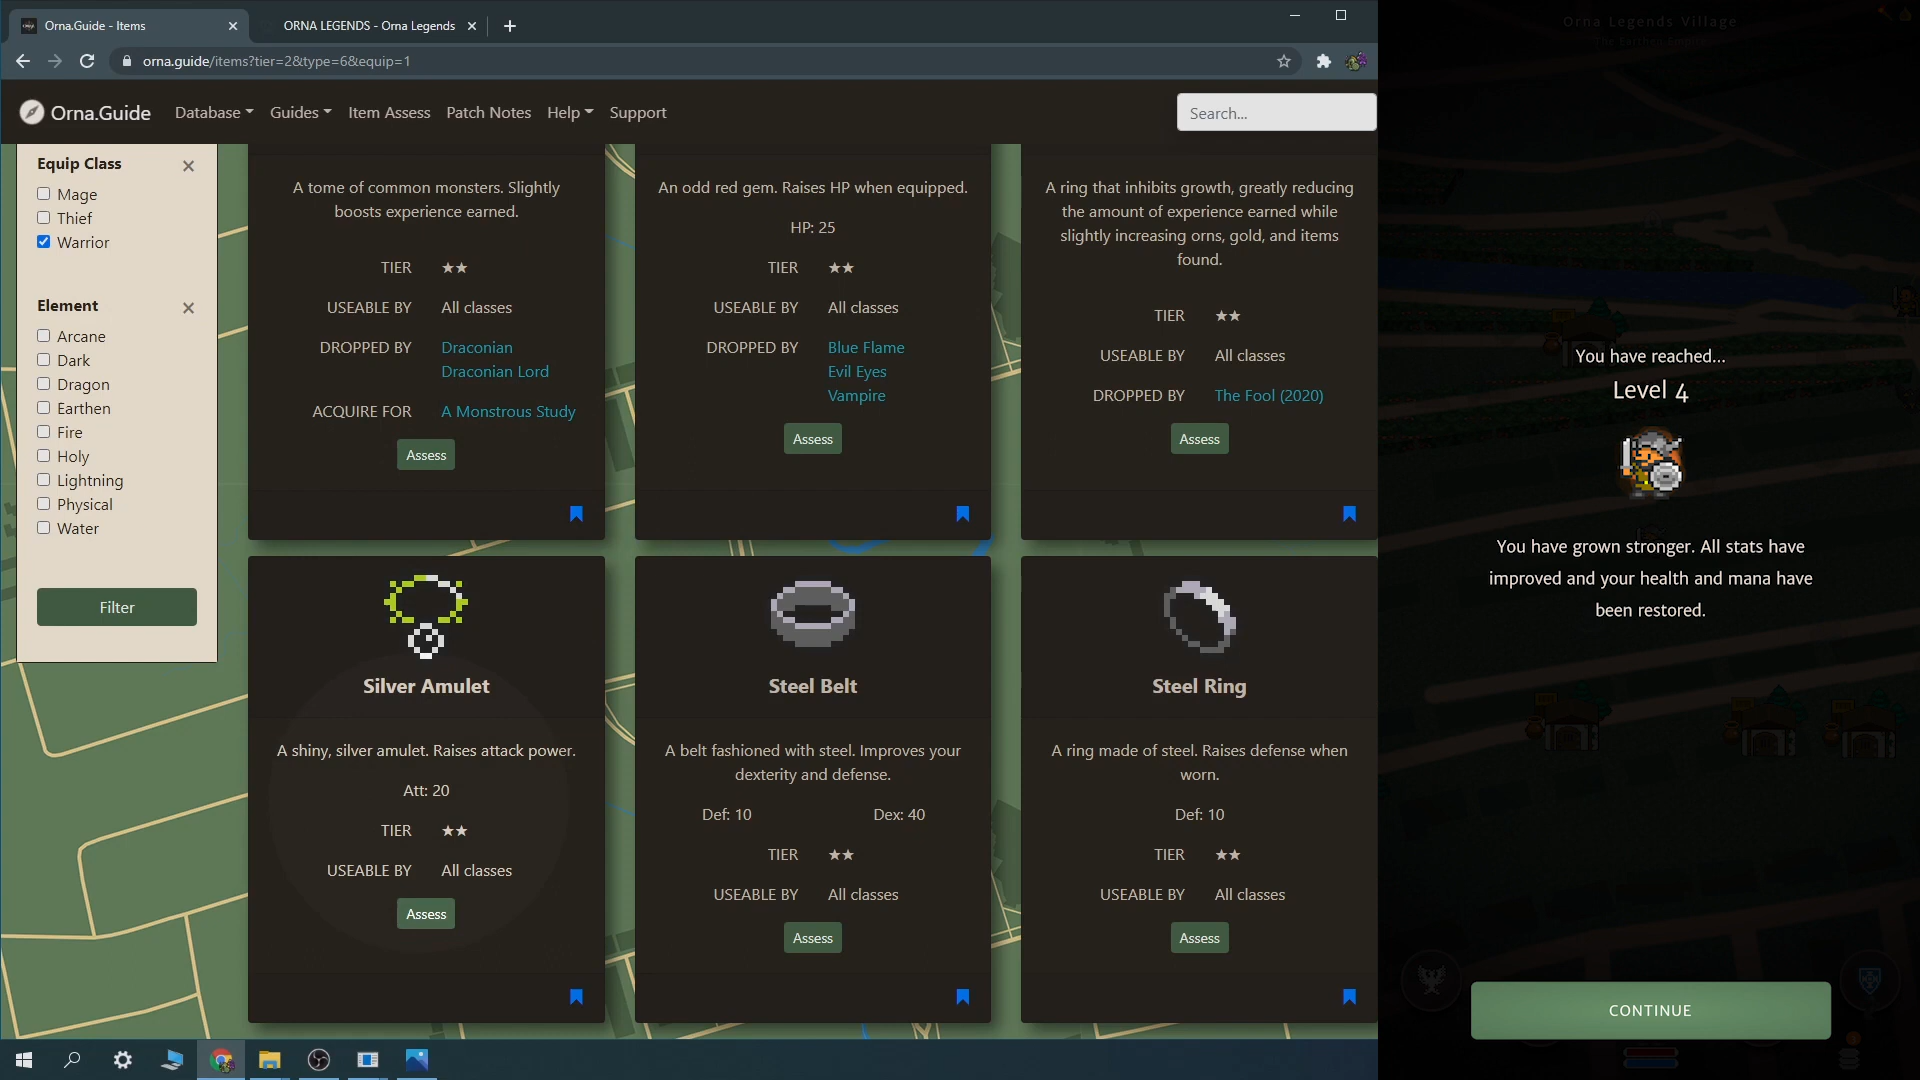 Orna.Guide - Items
ORNA LEGENDS - Orna Legends
orna.guide/items?tier=2&type=6&equip=1
Orna.Guide
Database
Guides
Item Assess
Patch Notes
Help
Support
Search...
Equip Class
Mage
Thief
Warrior
Element
Arcane
Dark
Dragon
Earthen
Fire
Holy
Lightning
Physical
Water
Filter
A tome of common monsters. Slightly
boosts experience earned.
TIER ★★
USEABLE BY All classes
DROPPED BY Draconian
Draconian Lord
ACQUIRE FOR A Monstrous Study
Assess
An odd red gem. Raises HP when equipped.
HP: 25
TIER ★★
USEABLE BY All classes
DROPPED BY Blue Flame
Evil Eyes
Vampire
Assess
A ring that inhibits growth, greatly reducing
the amount of experience earned while
slightly increasing orns, gold, and items
found.
TIER ★★
USEABLE BY All classes
DROPPED BY The Fool (2020)
Assess
Silver Amulet
A shiny, silver amulet. Raises attack power.
Att: 20
TIER ★★
USEABLE BY All classes
Assess
Steel Belt
A belt fashioned with steel. Improves your
dexterity and defense.
Def: 10 Dex: 40
TIER ★★
USEABLE BY All classes
Assess
Steel Ring
A ring made of steel. Raises defense when
worn.
Def: 10
TIER ★★
USEABLE BY All classes
Assess
Orna Legends Village
You have reached...
Level 4
You have grown stronger. All stats have
improved and your health and mana have
been restored.
CONTINUE